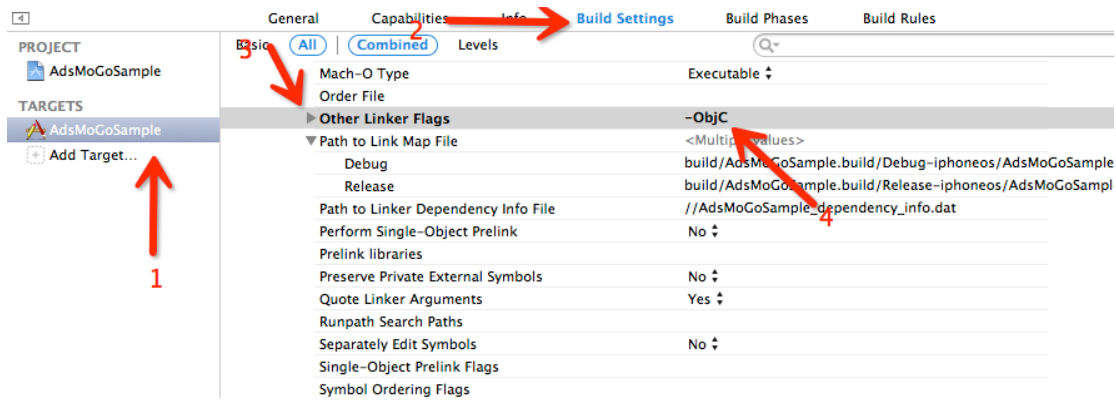 General Capabilities Info Build Settings Build Phases Build Rules
2
PROJECT
Basic All Combined Levels
3
AdsMoGoSample
Mach-O Type Executable
Order File
TARGETS
Other Linker Flags -ObjC
AdsMoGoSample
Path to Link Map File <Multiple values>
Add Target...
Debug build/AdsMoGoSample.build/Debug-iphoneos/AdsMoGoSample
Release build/AdsMoGoSample.build/Release-iphoneos/AdsMoGoSampl
Path to Linker Dependency Info File //AdsMoGoSample_dependency_info.dat
4
Perform Single-Object Prelink No
Prelink libraries
1
Preserve Private External Symbols No
Quote Linker Arguments Yes
Runpath Search Paths
Separately Edit Symbols No
Single-Object Prelink Flags
Symbol Ordering Flags